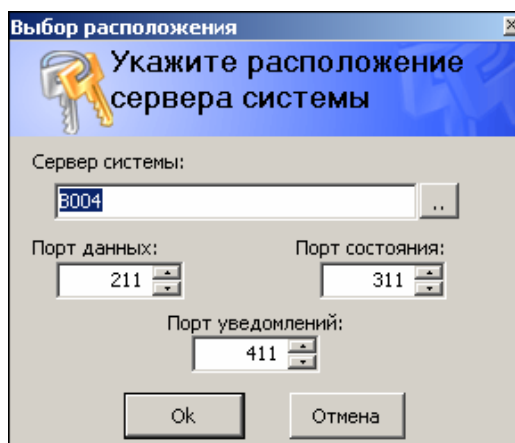 Выбор расположения
Укажите расположение
сервера системы
Сервер системы:
B004
..
Порт данных:
Порт состояния:
211
311
Порт уведомлений:
411
Ok
Отмена